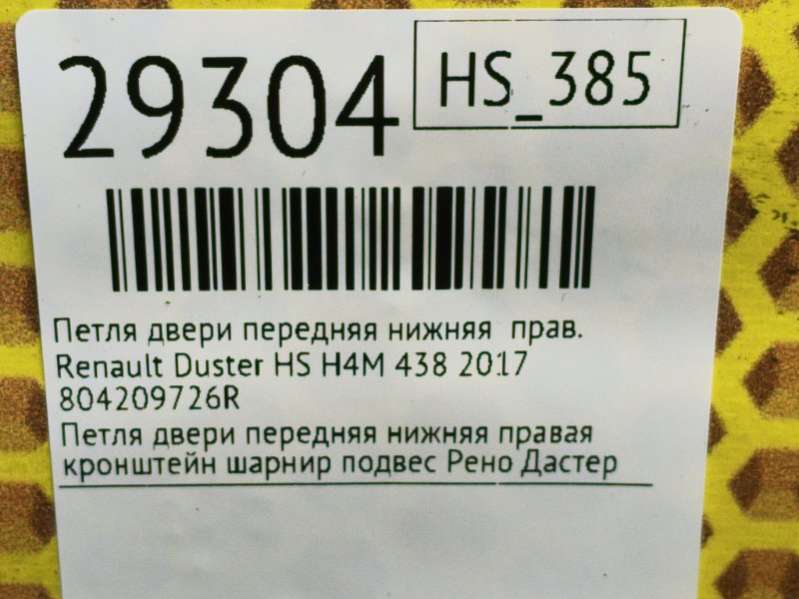 29304
HS_385
Петля двери передняя нижняя прав.
Renault Duster HS H4M 438 2017
804209726R
Петля двери передняя нижняя правая
кронштейн шарнир подвес Рено Дастер